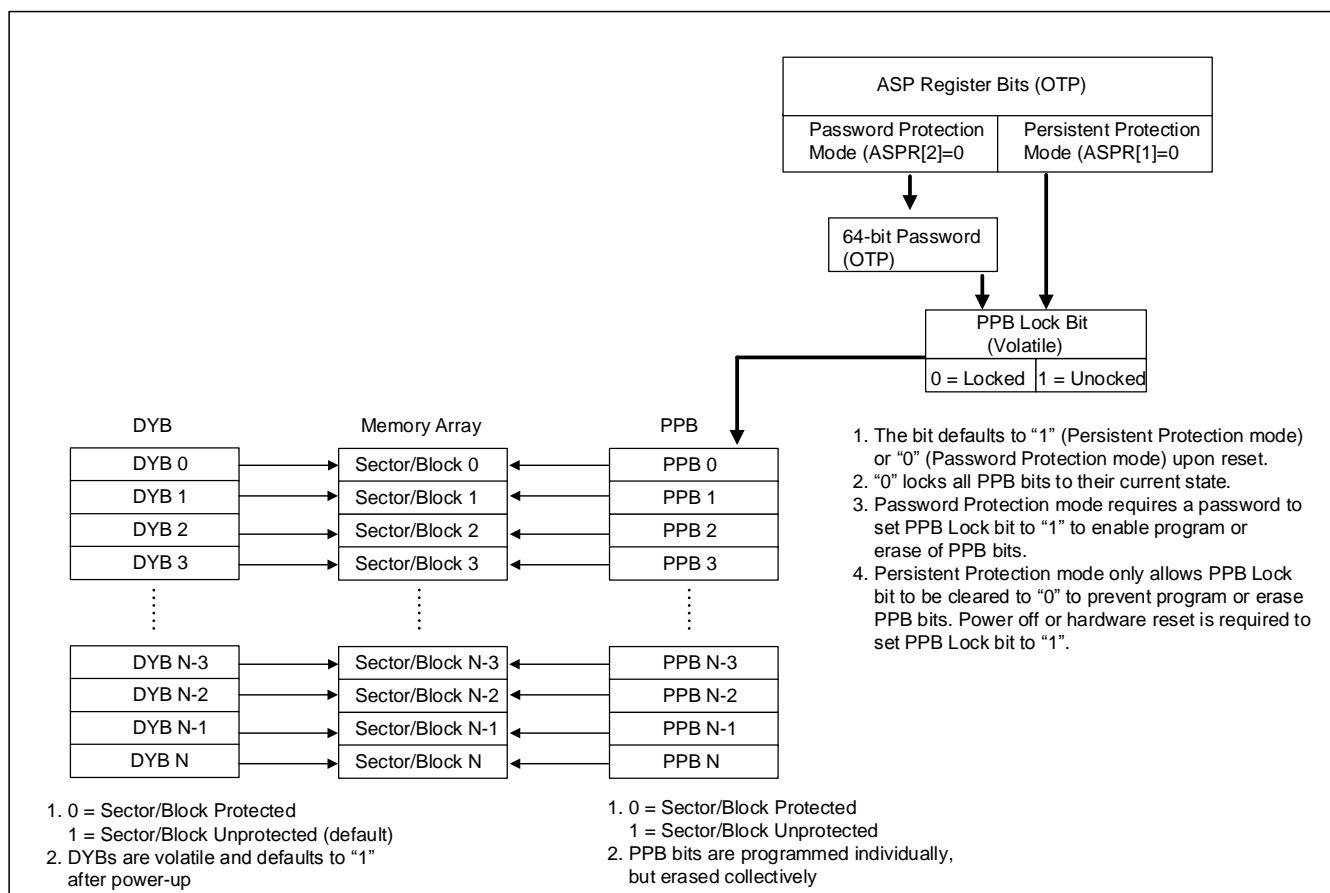 ASP Register Bits (OTP)
Password Protection
Mode (ASPR[2]=0
Persistent Protection
Mode (ASPR[1]=0
64-bit Password
(OTP)
PPB Lock Bit
(Volatile)
0 = Locked
1 = Unocked
1. The bit defaults to “1” (Persistent Protection mode)
or “0” (Password Protection mode) upon reset.
2. “0” locks all PPB bits to their current state.
3. Password Protection mode requires a password to
set PPB Lock bit to “1” to enable program or
erase of PPB bits.
4. Persistent Protection mode only allows PPB Lock
bit to be cleared to “0” to prevent program or erase
PPB bits. Power off or hardware reset is required to
set PPB Lock bit to “1”.
DYB
Memory Array
PPB
DYB 0
Sector/Block 0
PPB 0
DYB 1
Sector/Block 1
PPB 1
DYB 2
Sector/Block 2
PPB 2
DYB 3
Sector/Block 3
PPB 3
DYB N-3
Sector/Block N-3
PPB N-3
DYB N-2
Sector/Block N-2
PPB N-2
DYB N-1
Sector/Block N-1
PPB N-1
DYB N
Sector/Block N
PPB N
1. 0 = Sector/Block Protected
1 = Sector/Block Unprotected (default)
2. DYBs are volatile and defaults to “1”
after power-up
1. 0 = Sector/Block Protected
1 = Sector/Block Unprotected
2. PPB bits are programmed individually,
but erased collectively